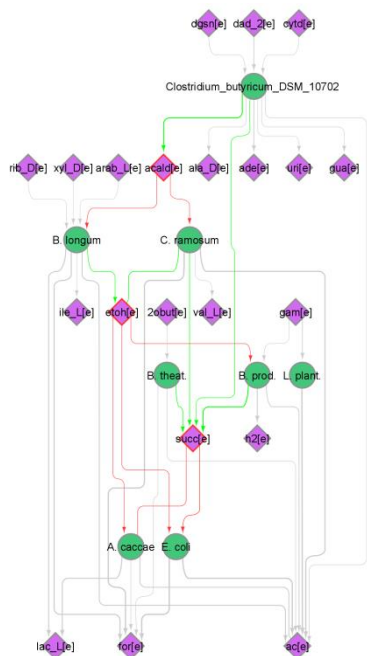 dgsn[e] dad_2[e] cytd[e]
Clostridium_butyricum_DSM_10702
rib_D[e] xyl_D[e] arab_L[e] acald[e] ala_D[e] ade[e] uri[e] gua[e]
B. longum C. ramosum
ile_L[e] etoh[e] 2obut[e] val_L[e] gam[e]
B. theat. B. prod. L. plant.
succ[e] h2[e]
A. caccae E. coli
lac_L[e] for[e] ac[e]